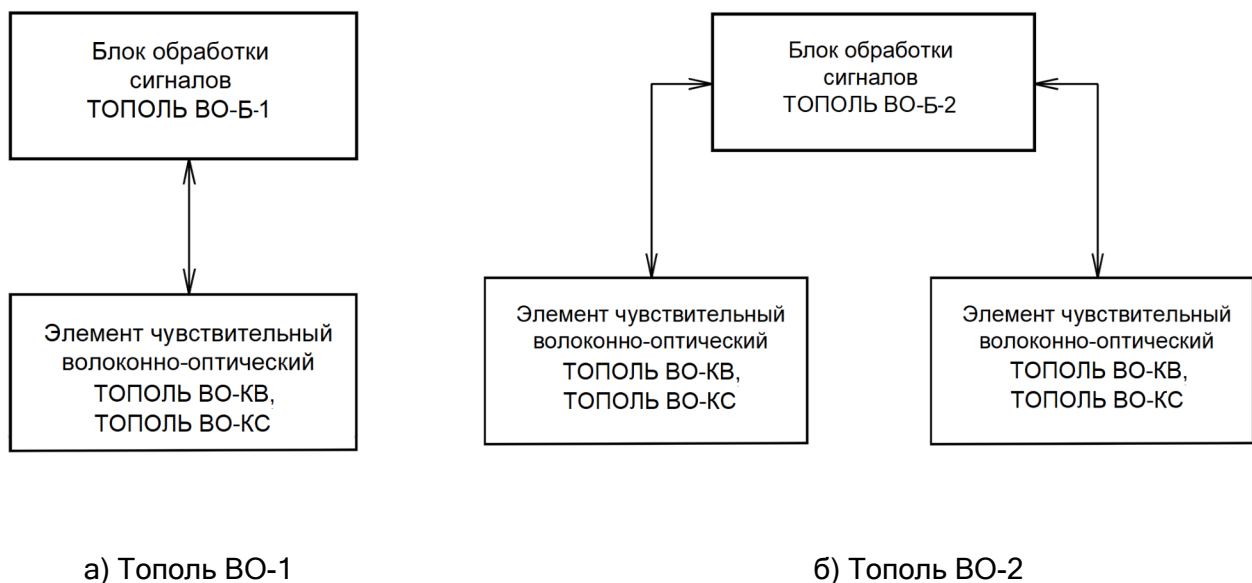 Блок обработки
сигналов
ТОПОЛЬ ВО-Б-1
Элемент чувствительный
волоконно-оптический
ТОПОЛЬ ВО-КВ,
ТОПОЛЬ ВО-КС
а) Тополь ВО-1
Блок обработки
сигналов
ТОПОЛЬ ВО-Б-2
Элемент чувствительный
волоконно-оптический
ТОПОЛЬ ВО-КВ,
ТОПОЛЬ ВО-КС
Элемент чувствительный
волоконно-оптический
ТОПОЛЬ ВО-КВ,
ТОПОЛЬ ВО-КС
б) Тополь ВО-2